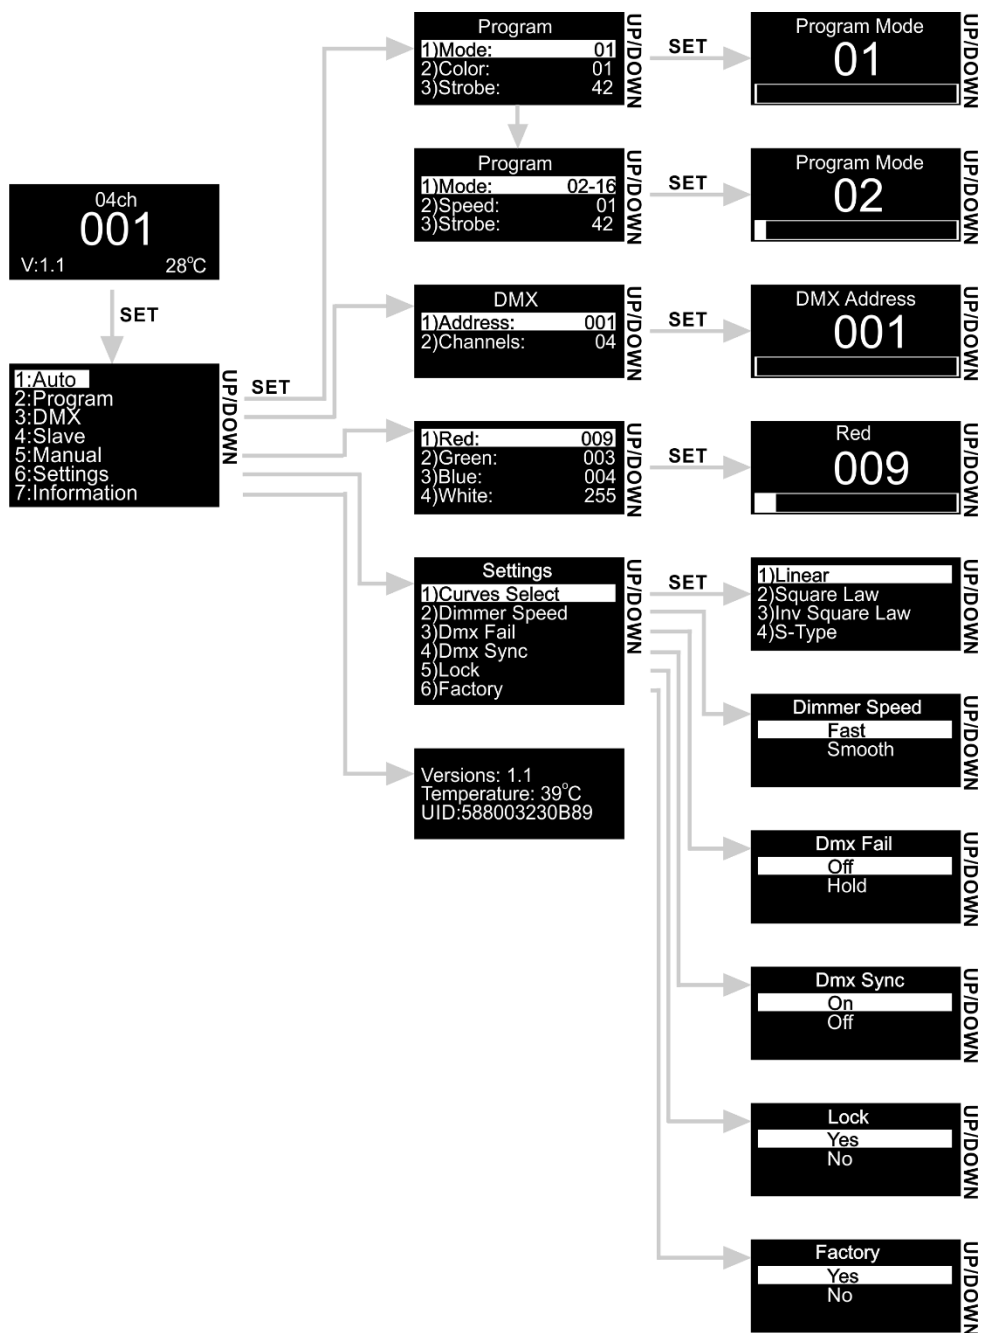 04ch
001
V:1.1 28°C
SET
1:Auto
2:Program
3:DMX
4:Slave
5:Manual
6:Settings
7:Information
UP/DOWN
SET
Program
1)Mode: 01
2)Color: 01
3)Strobe: 42
UP/DOWN
SET
Program Mode
01
UP/DOWN
Program
1)Mode: 02-16
2)Speed: 01
3)Strobe: 42
UP/DOWN
SET
Program Mode
02
UP/DOWN
DMX
1)Address: 001
2)Channels: 04
UP/DOWN
SET
DMX Address
001
UP/DOWN
1)Red: 009
2)Green: 003
3)Blue: 004
4)White: 255
UP/DOWN
SET
Red
009
UP/DOWN
Settings
1)Curves Select
2)Dimmer Speed
3)Dmx Fail
4)Dmx Sync
5)Lock
6)Factory
UP/DOWN
SET
1)Linear
2)Square Law
3)Inv Square Law
4)S-Type
UP/DOWN
Dimmer Speed
Fast
Smooth
UP/DOWN
Versions: 1.1
Temperature: 39°C
UID:588003230B89
Dmx Fail
Off
Hold
UP/DOWN
Dmx Sync
On
Off
UP/DOWN
Lock
Yes
No
UP/DOWN
Factory
Yes
No
UP/DOWN